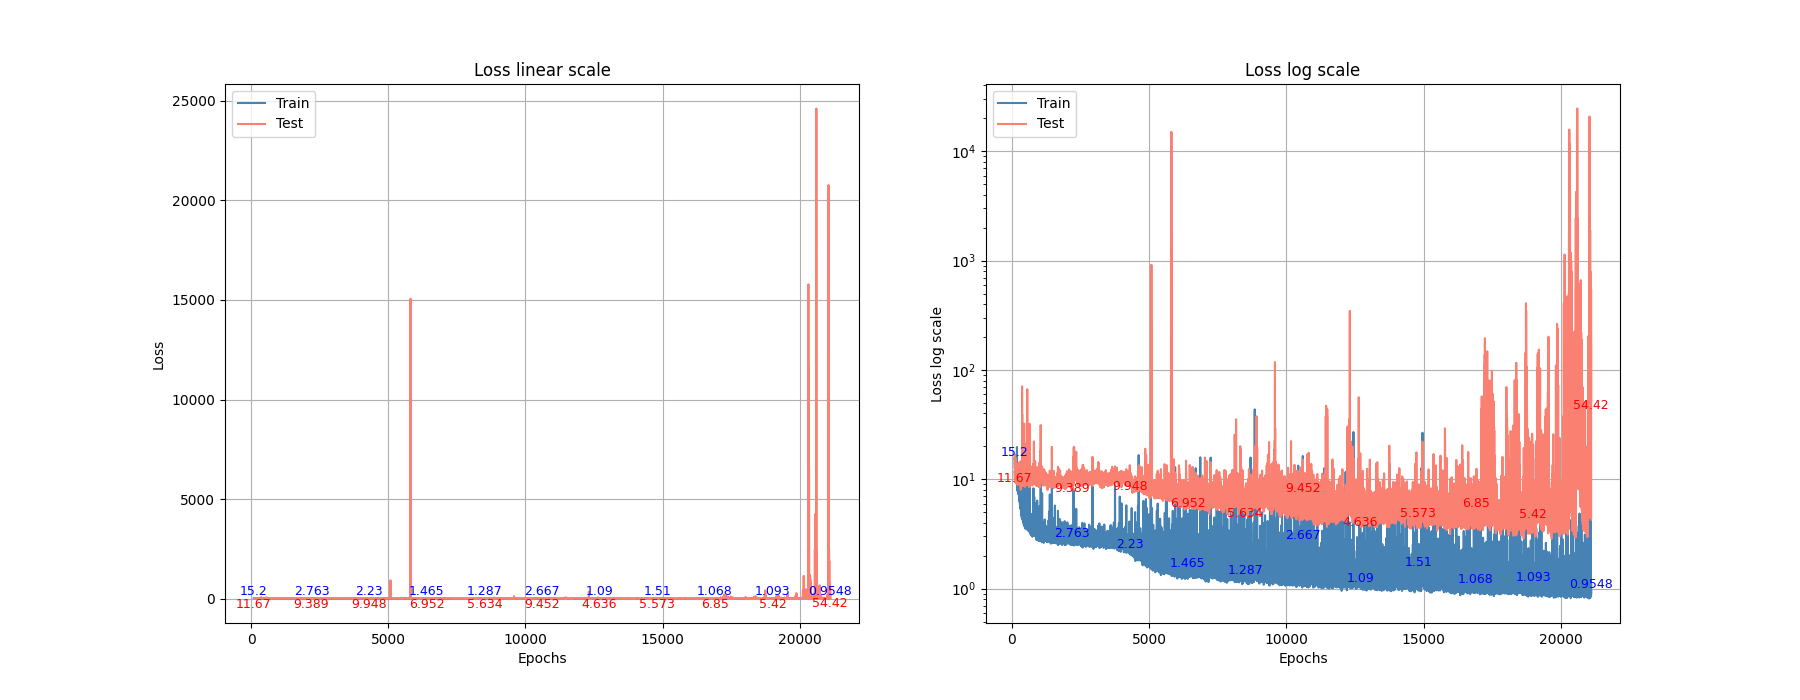 Loss linear scale
Train
Test
25000
20000
15000
10000
5000
0
Loss
15.2 2.763 2.23 1.465 1.287 2.667 1.09 1.51 1.068 1.093 0.9548
11.67 9.389 9.948 6.952 5.634 9.452 4.636 5.573 6.85 5.42 54.42
0 5000 10000 15000 20000
Epochs
Loss log scale
Train
Test
10⁴
10³
10²
10¹
10⁰
Loss log scale
15.2 2.763 2.23 1.465 1.287 2.667 1.09 1.51 1.068 1.093 0.9548
11.67 9.389 9.948 6.952 5.634 9.452 4.636 5.573 6.85 5.42 54.42
0 5000 10000 15000 20000
Epochs